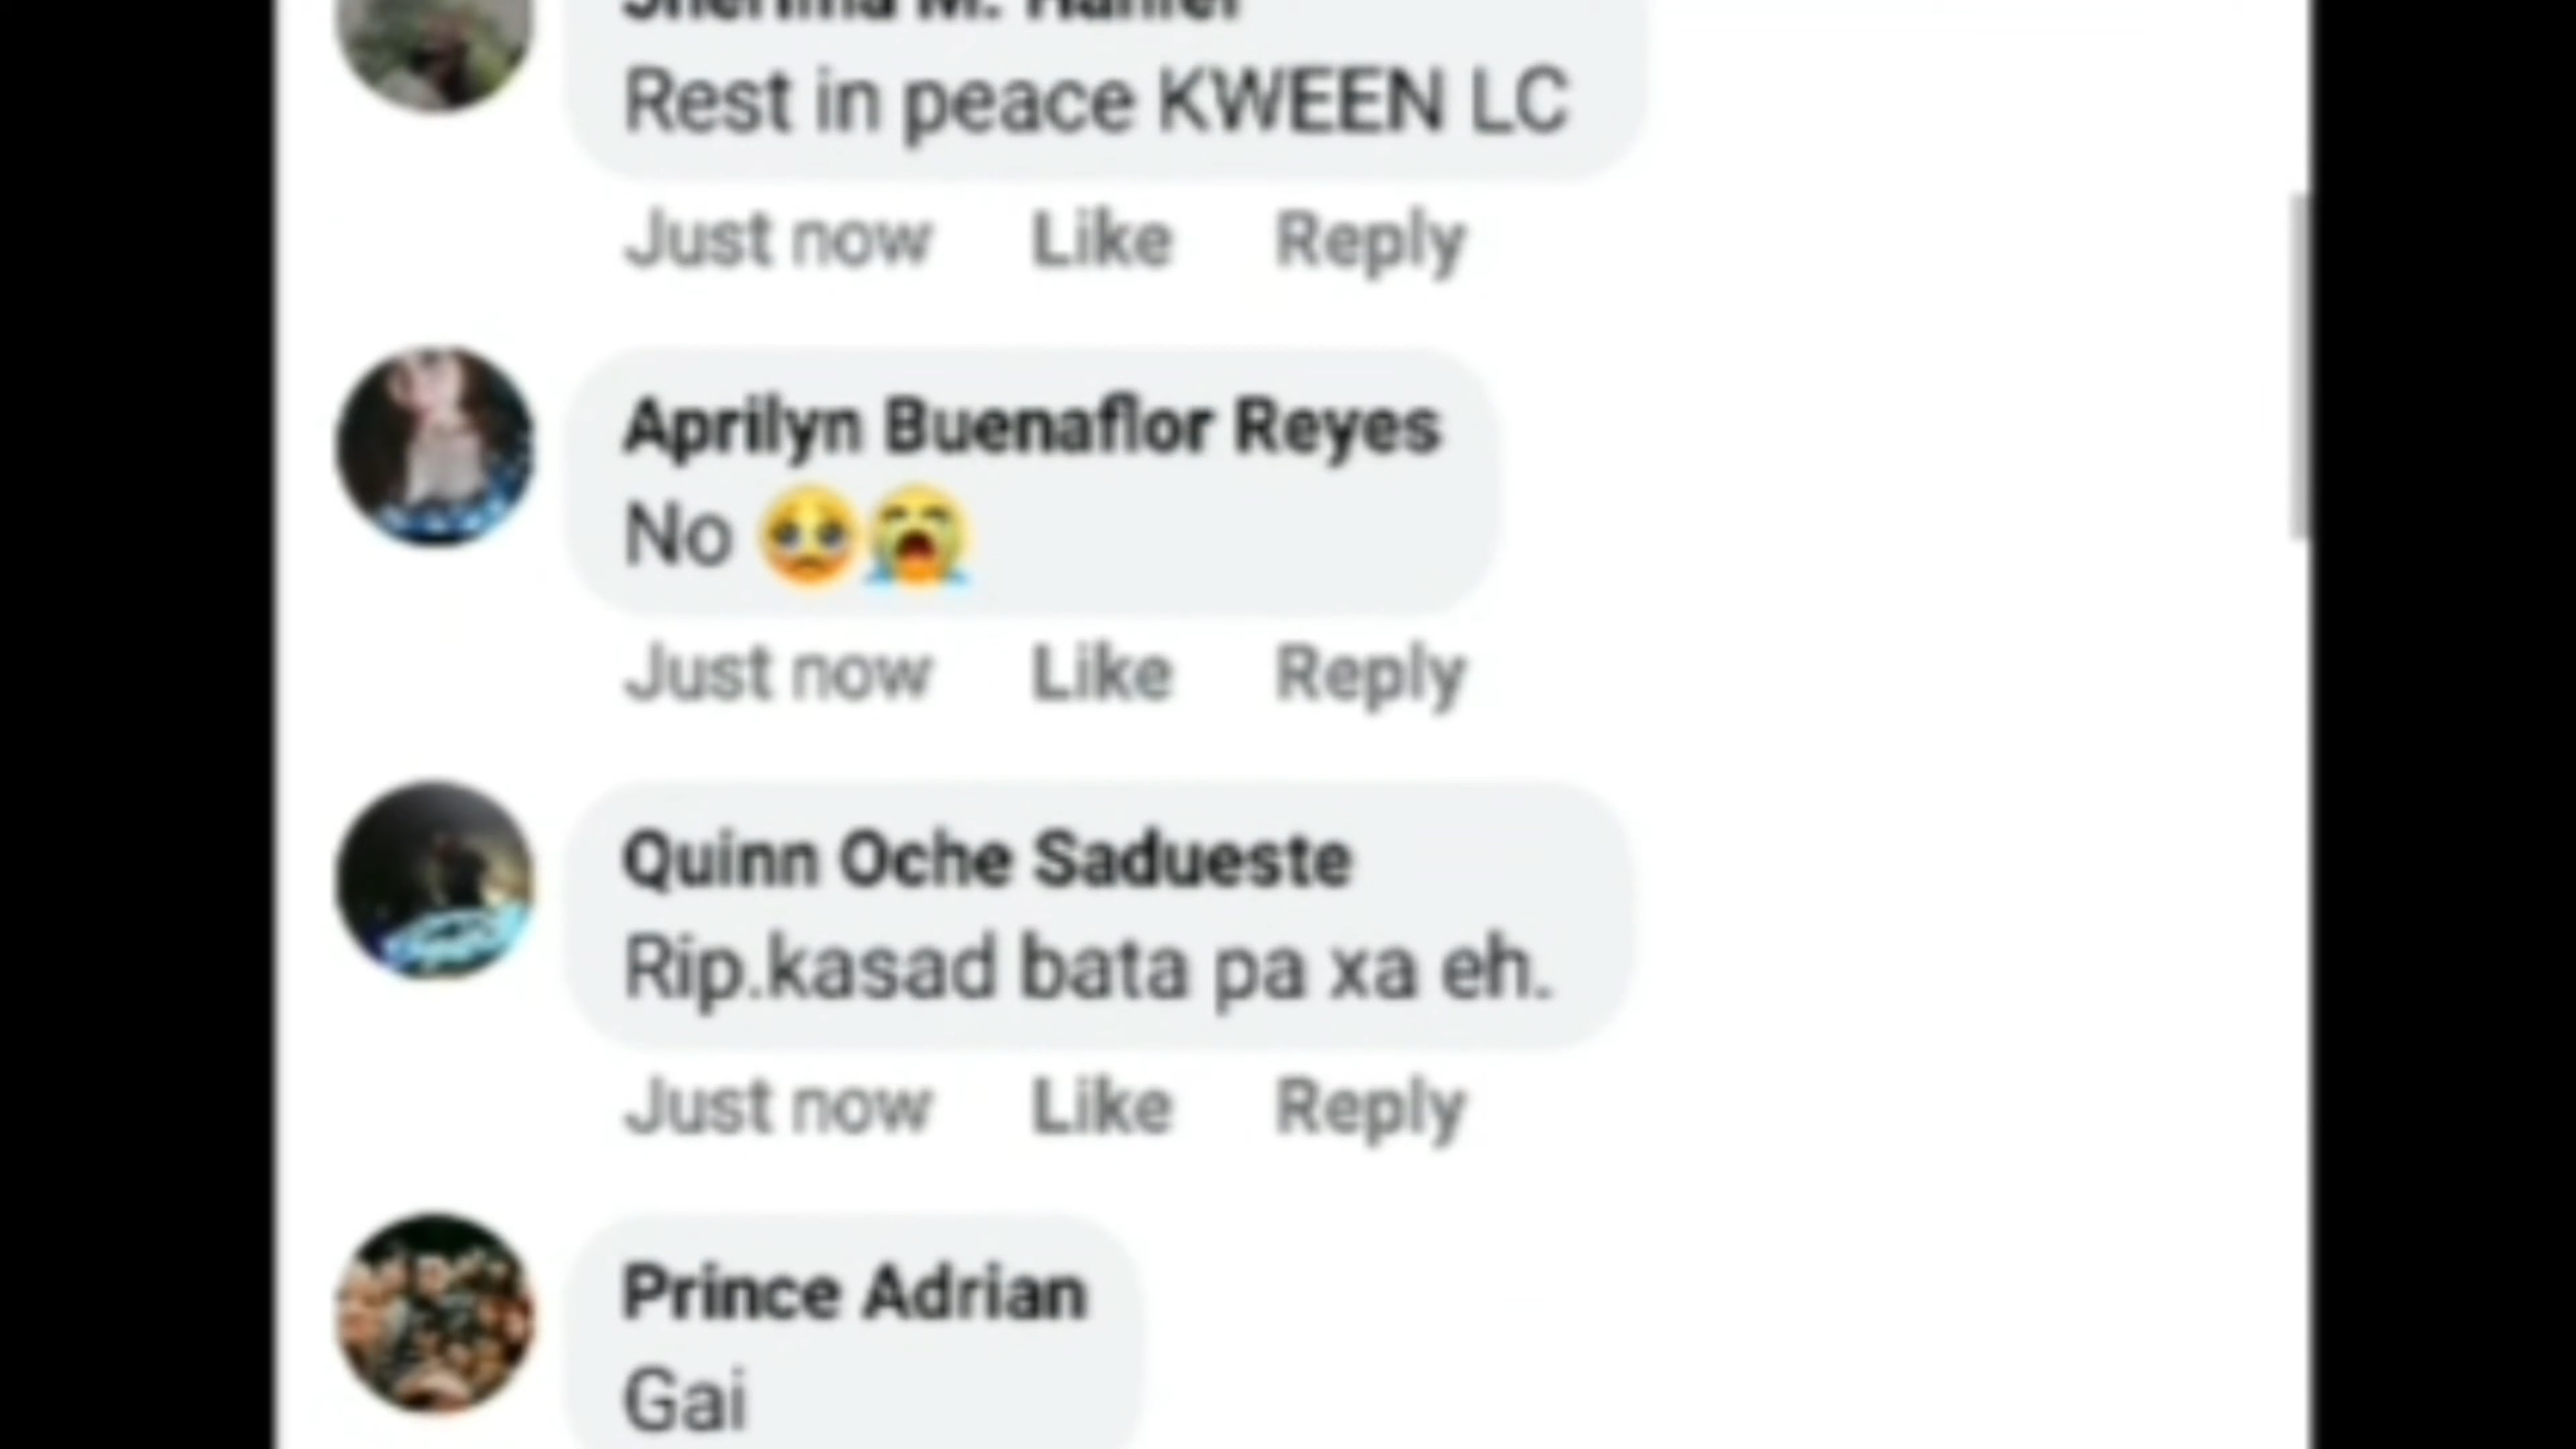 Rest in peace KWEEN LC
Just now Like Reply
Aprilyn Buenaflor Reyes
No 🥺😭
Just now Like Reply
Quinn Oche Sadueste
Rip.kasad bata pa xa eh.
Just now Like Reply
Prince Adrian
Gai